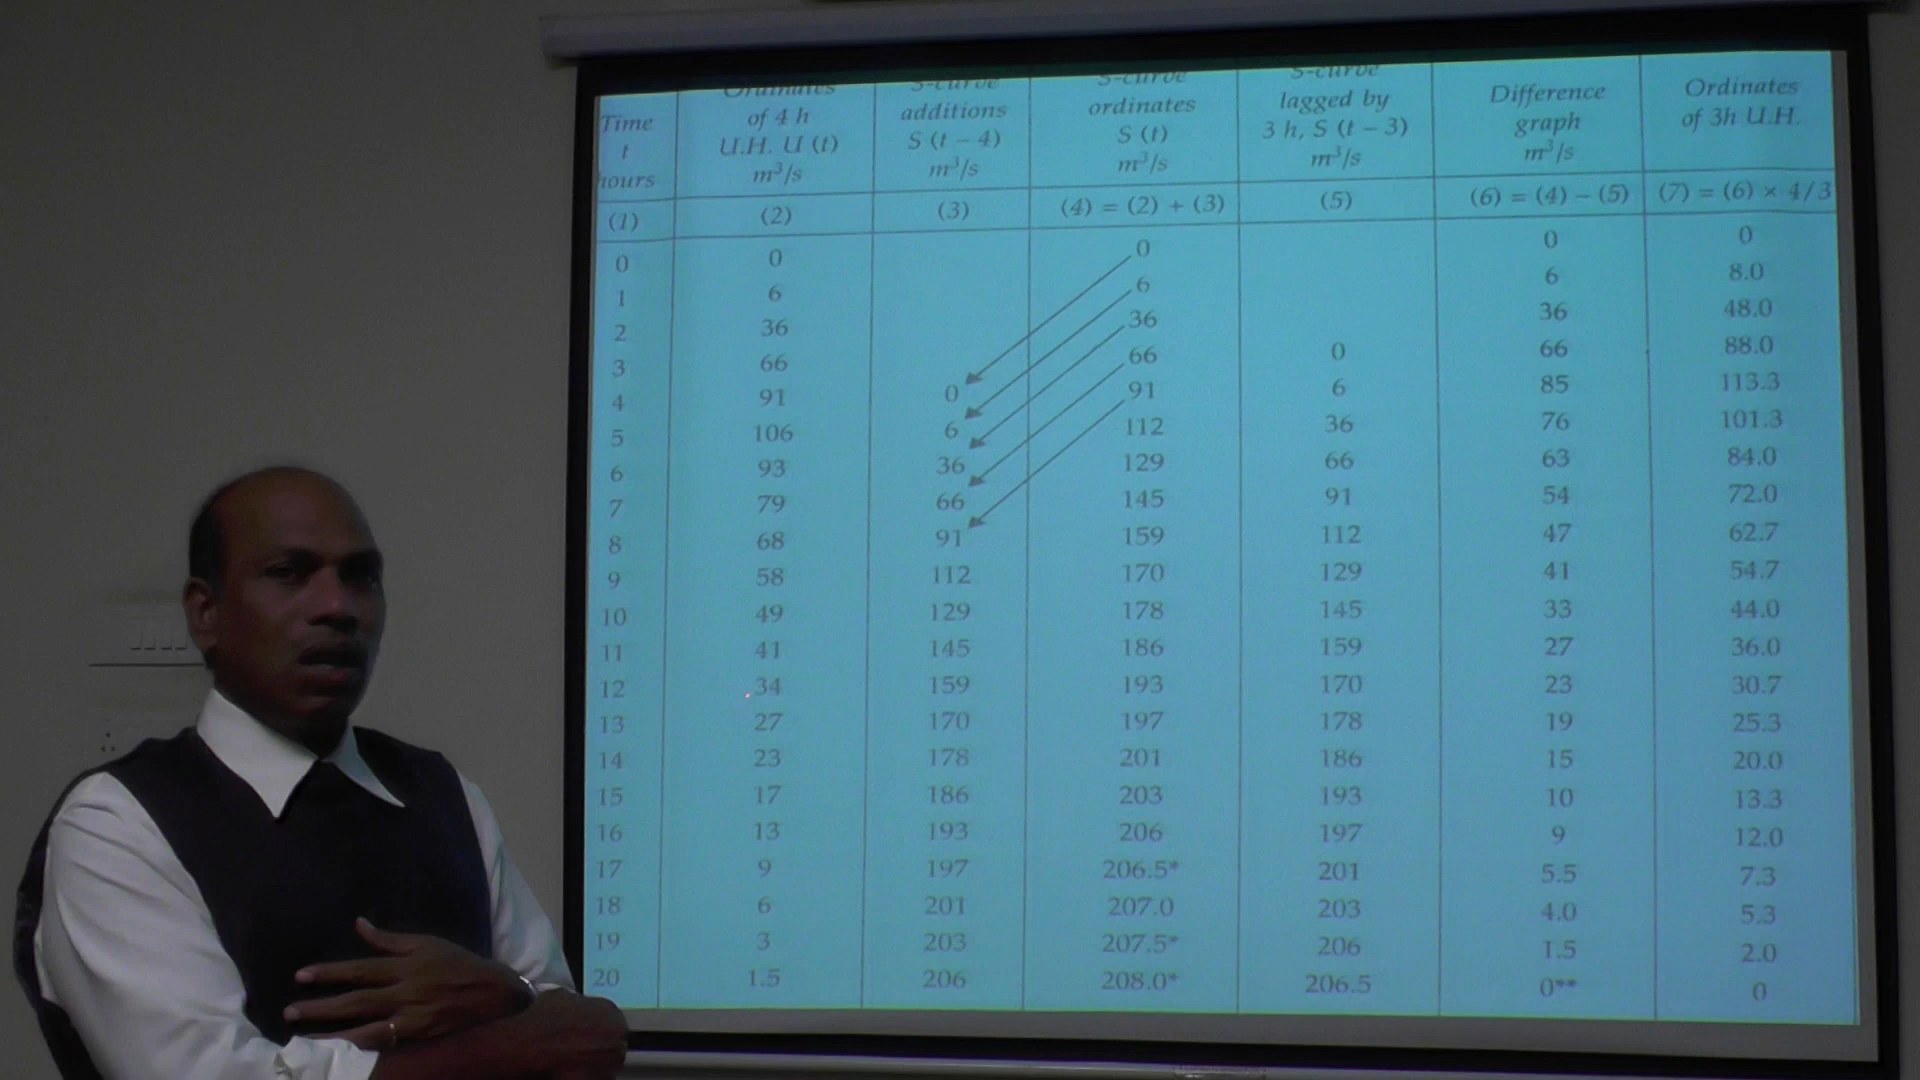 Time
t
hours
Ordinates
of 4 h
U.H. U (t)
m³/s
S-curve
additions
S (t – 4)
m³/s
S-curve
ordinates
S (t)
m³/s
S-curve
lagged by
3 h, S (t – 3)
m³/s
Difference
graph
m³/s
Ordinates
of 3h U.H.
(1) (2) (3) (4) = (2) + (3) (5) (6) = (4) – (5) (7) = (6) × 4/3
0 0 0 0 0
1 6 6 6 8.0
2 36 36 36 48.0
3 66 66 0 66 88.0
4 91 0 91 6 85 113.3
5 106 6 112 36 76 101.3
6 93 36 129 66 63 84.0
7 79 66 145 91 54 72.0
8 68 91 159 112 47 62.7
9 58 112 170 129 41 54.7
10 49 129 178 145 33 44.0
11 41 145 186 159 27 36.0
12 34 159 193 170 23 30.7
13 27 170 197 178 19 25.3
14 23 178 201 186 15 20.0
15 17 186 203 193 10 13.3
16 13 193 206 197 9 12.0
17 9 197 206.5* 201 5.5 7.3
18 6 201 207.0 203 4.0 5.3
19 3 203 207.5* 206 1.5 2.0
20 1.5 206 208.0* 206.5 0** 0